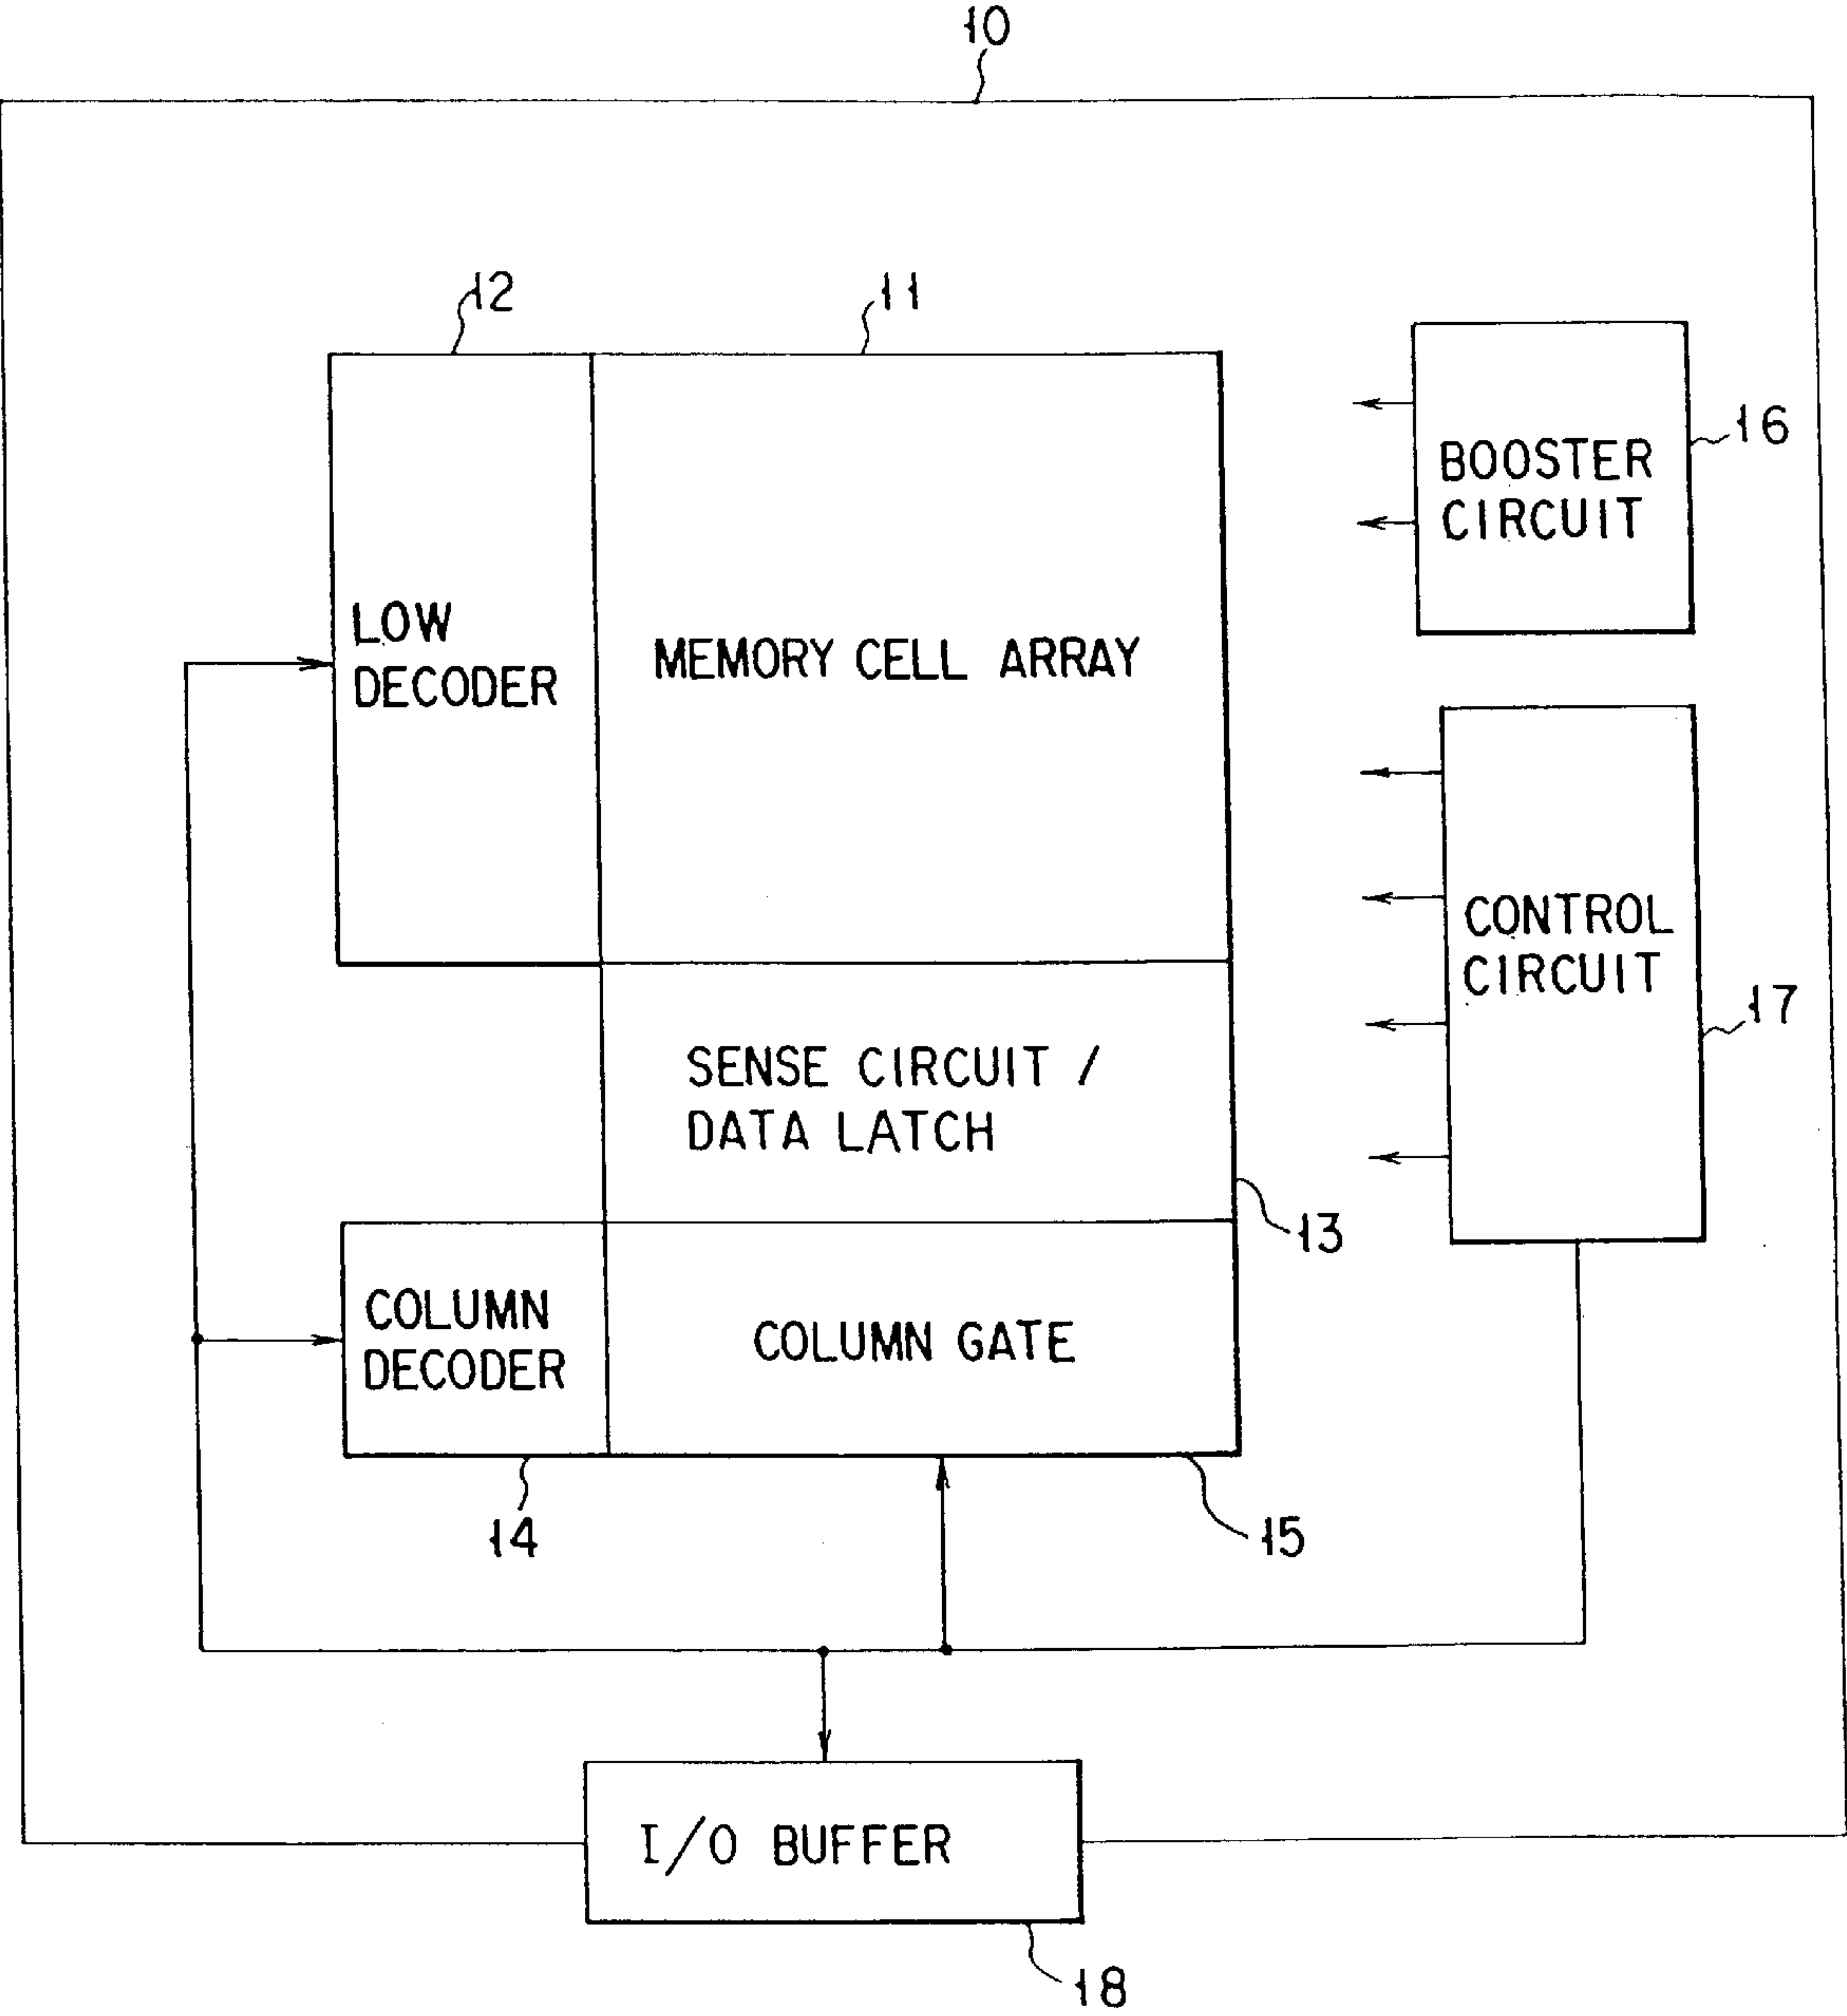 10
12
11
16
BOOSTER
CIRCUIT
LOW
DECODER
MEMORY CELL ARRAY
CONTROL
CIRCUIT
17
SENSE CIRCUIT /
DATA LATCH
13
COLUMN
DECODER
COLUMN GATE
14
15
I/O BUFFER
18